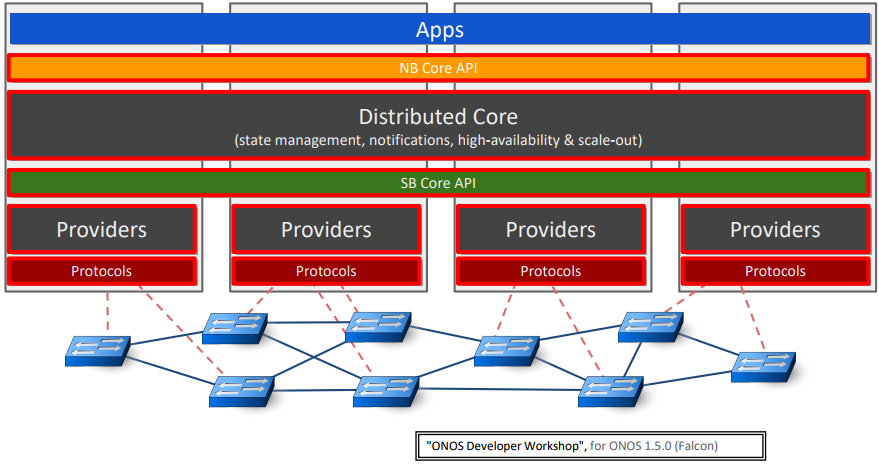 Apps
NB Core API
Distributed Core
(state management, notifications, high-availability & scale-out)
SB Core API
Providers Providers Providers Providers
Protocols Protocols Protocols Protocols
"ONOS Developer Workshop", for ONOS 1.5.0 (Falcon)